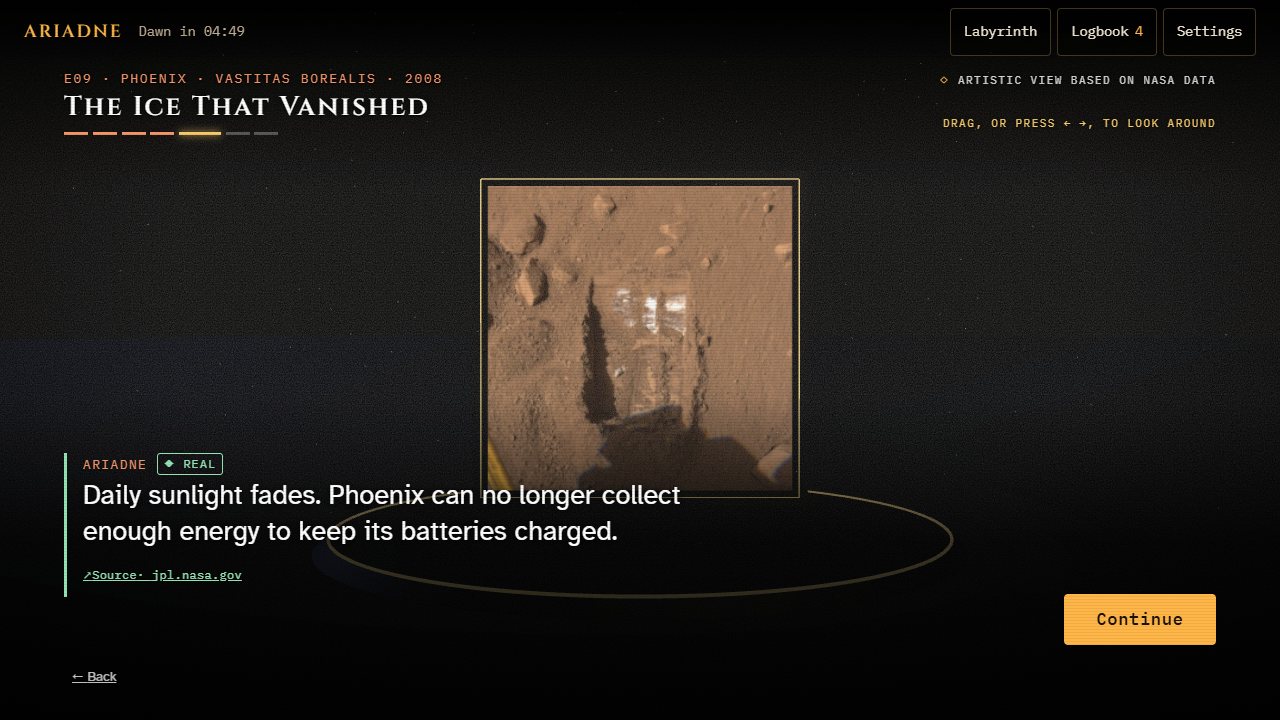 ARIADNE Dawn in 04:49 Labyrinth Logbook 4 Settings
E09 · PHOENIX · VASTITAS BOREALIS · 2008
The Ice That Vanished
◇ ARTISTIC VIEW BASED ON NASA DATA
DRAG, OR PRESS ← →, TO LOOK AROUND
ARIADNE ◆ REAL
Daily sunlight fades. Phoenix can no longer collect
enough energy to keep its batteries charged.
↗Source· jpl.nasa.gov
Continue
← Back